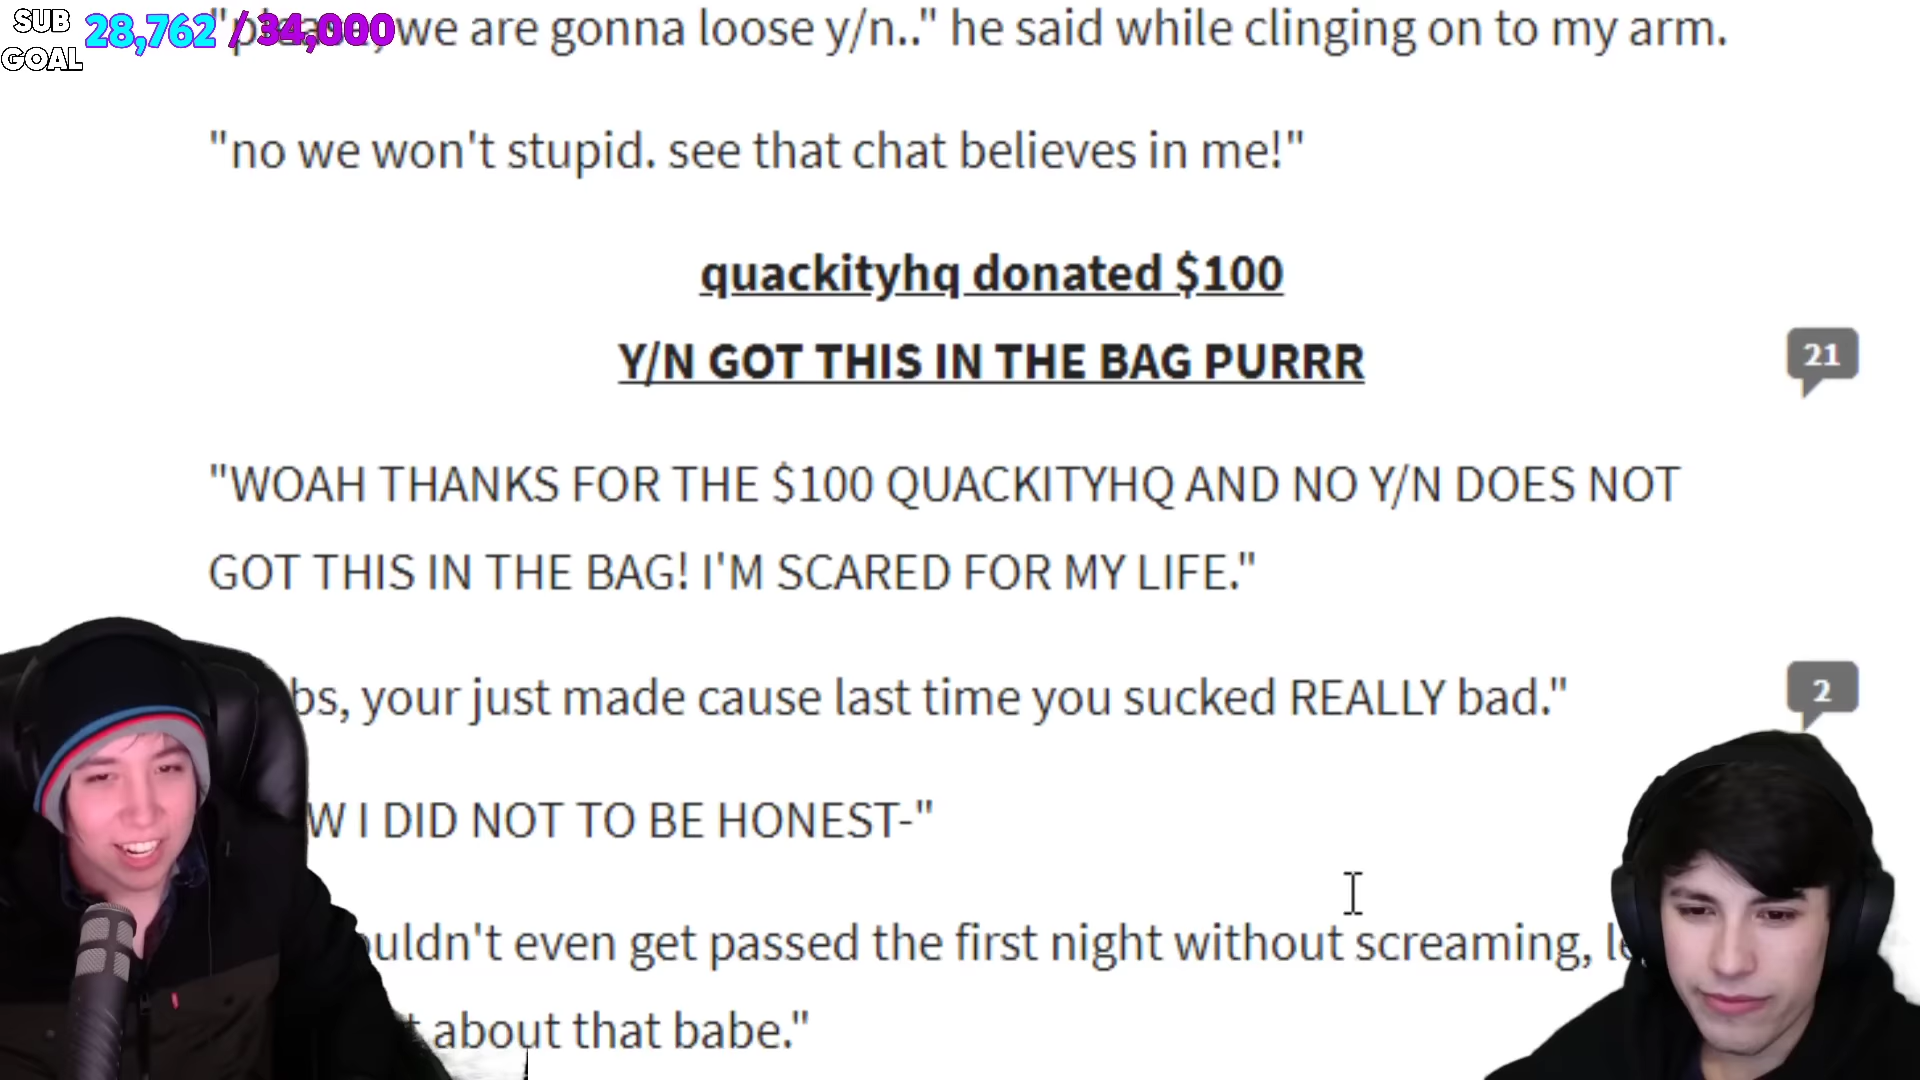 SUB
GOAL
28,762 / 34,000
we are gonna loose y/n.." he said while clinging on to my arm.
"no we won't stupid. see that chat believes in me!"
quackityhq donated $100
Y/N GOT THIS IN THE BAG PURRR
21
"WOAH THANKS FOR THE $100 QUACKITYHQ AND NO Y/N DOES NOT
GOT THIS IN THE BAG! I'M SCARED FOR MY LIFE."
bs, your just made cause last time you sucked REALLY bad."
2
W I DID NOT TO BE HONEST-"
ouldn't even get passed the first night without screaming,
about that babe."